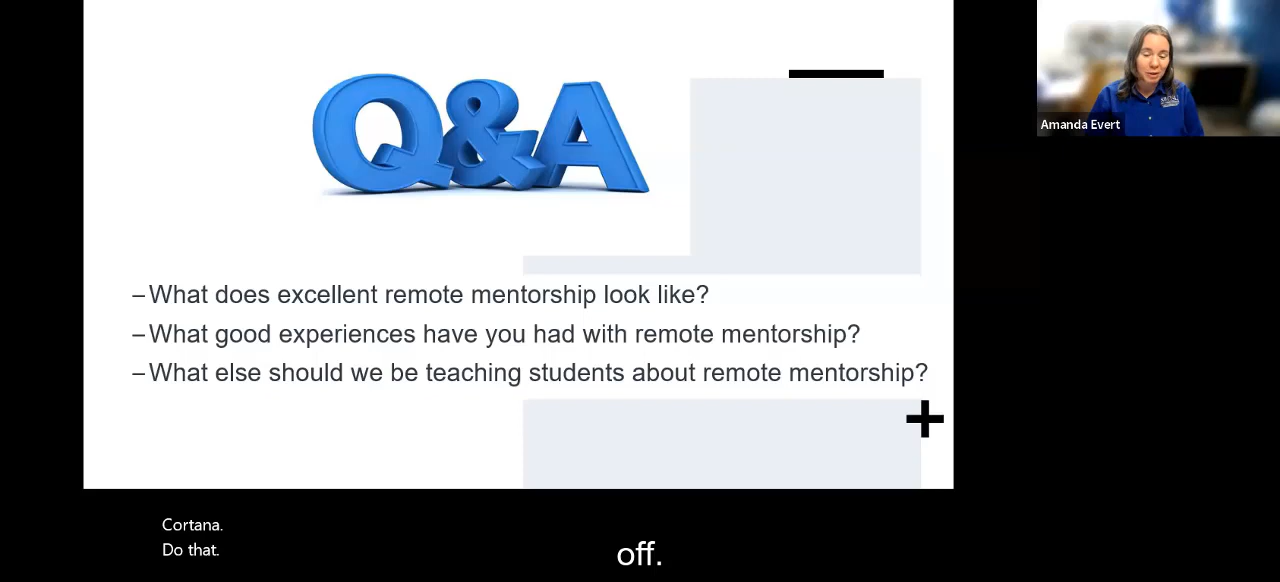 Q&A
–What does excellent remote mentorship look like?
–What good experiences have you had with remote mentorship?
–What else should we be teaching students about remote mentorship?
Amanda Evert
Cortana.
Do that.
off.